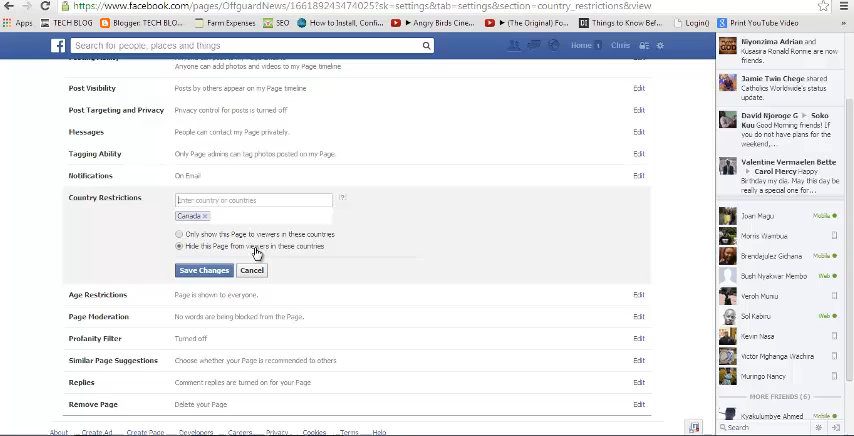 https://www.facebook.com/pages/OffguardNews/166189243474025?sk=settings&tab=settings&section=country_restrictions&view
Apps TECH BLOG Blogger: TECH BLO... Farm Expenses SEO How to Install, Confi... Angry Birds Cine... (The Original) Fo... Things to Know Bef... Login() Print YouTube Video
Search for people, places and things
Home 1 Chris
Anyone can add photos and videos to my Page timeline
Post Visibility Posts by others appear on my Page timeline Edit
Post Targeting and Privacy Privacy control for posts is turned off Edit
Messages People can contact my Page privately. Edit
Tagging Ability Only Page admins can tag photos posted on my Page. Edit
Notifications On Email Edit
Country Restrictions Enter country or countries [?]
Canada x
Only show this Page to viewers in these countries
Hide this Page from viewers in these countries
Save Changes Cancel
Age Restrictions Page is shown to everyone. Edit
Page Moderation No words are being blocked from the Page. Edit
Profanity Filter Turned off Edit
Similar Page Suggestions Choose whether your Page is recommended to others Edit
Replies Comment replies are turned on for your Page Edit
Remove Page Delete your Page Edit
About Create Ad Create Page Developers Careers Privacy Cookies Terms Help
Niyonzima Adrian and
Kusasira Ronald Ronnie are now
friends.
Jamie Twin Chege shared
Catholics Worldwide's status
update.
David Njoroge G ▸ Soko
Kuu Good Morning friends! If
you do not have plans for the
weekend,...
Valentine Vermaelen Bette
▸ Carol Mercy Happy
Birthday my dia. May this day be
really a special one for...
Joan Magu Mobile
Morris Wambua
Brendajulez Gichana Mobile
Bush Nyakwar Membo Web
Veroh Muniu
Sol Kabiru Web
Kevin Nasa
Victor Mghanga Wachira
Muringo Nancy
MORE FRIENDS (6)
Kyakulumbye Ahmed Mobile
Search